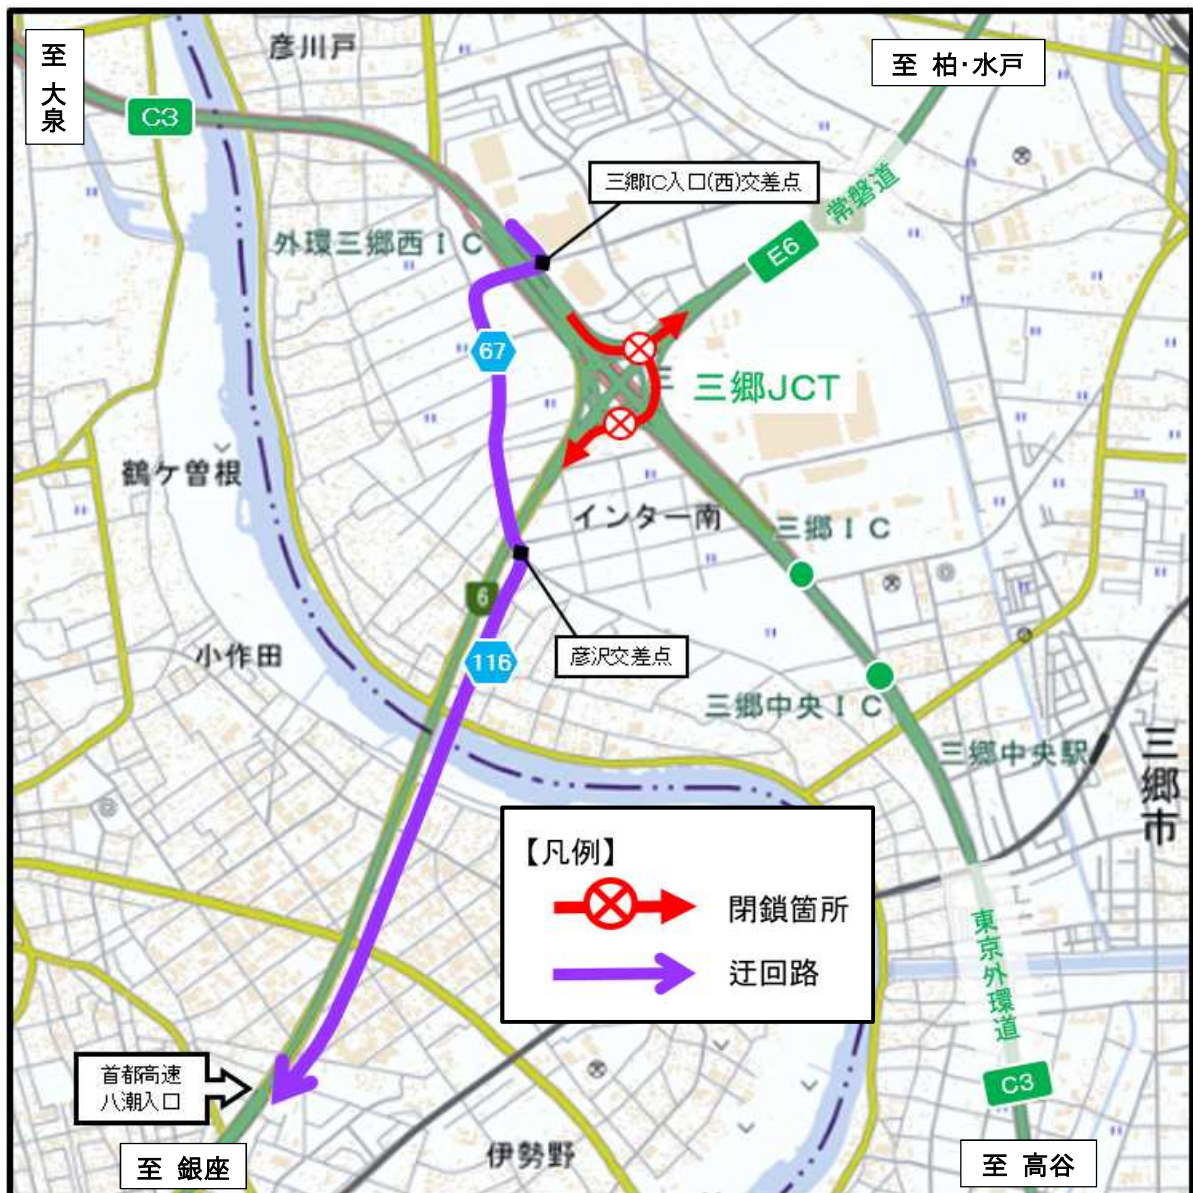 彦川戸
至 大泉
至 柏・水戸
C3
三郷IC入口(西)交差点
常磐道
外環三郷西IC
E6
67
三郷JCT
三
鶴ケ曽根
インター南
三郷IC
6
小作田
116
彦沢交差点
三郷中央IC
三郷中央駅
三郷市
【凡例】
閉鎖箇所
迂回路
東京外環道
首都高速
八潮入口
C3
伊勢野
至 銀座
至 高谷